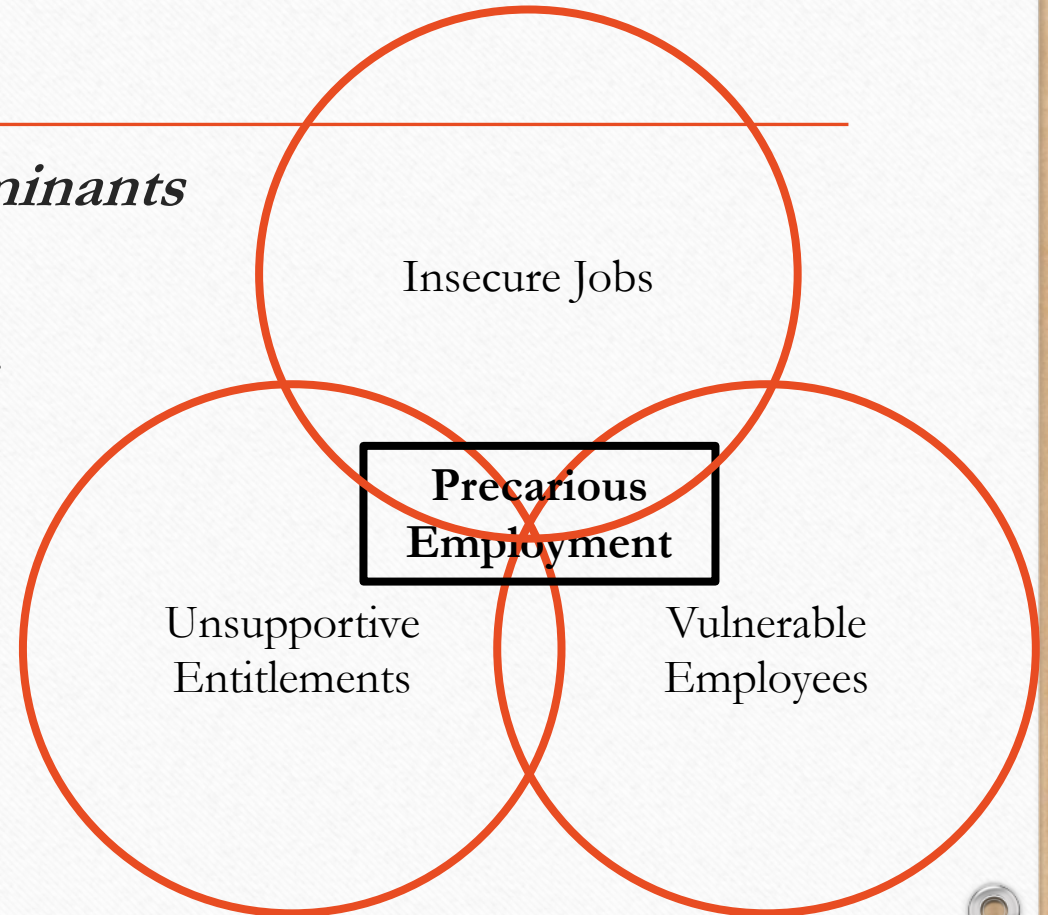 minants
Insecure Jobs
Precarious
Employment
Unsupportive
Entitlements
Vulnerable
Employees